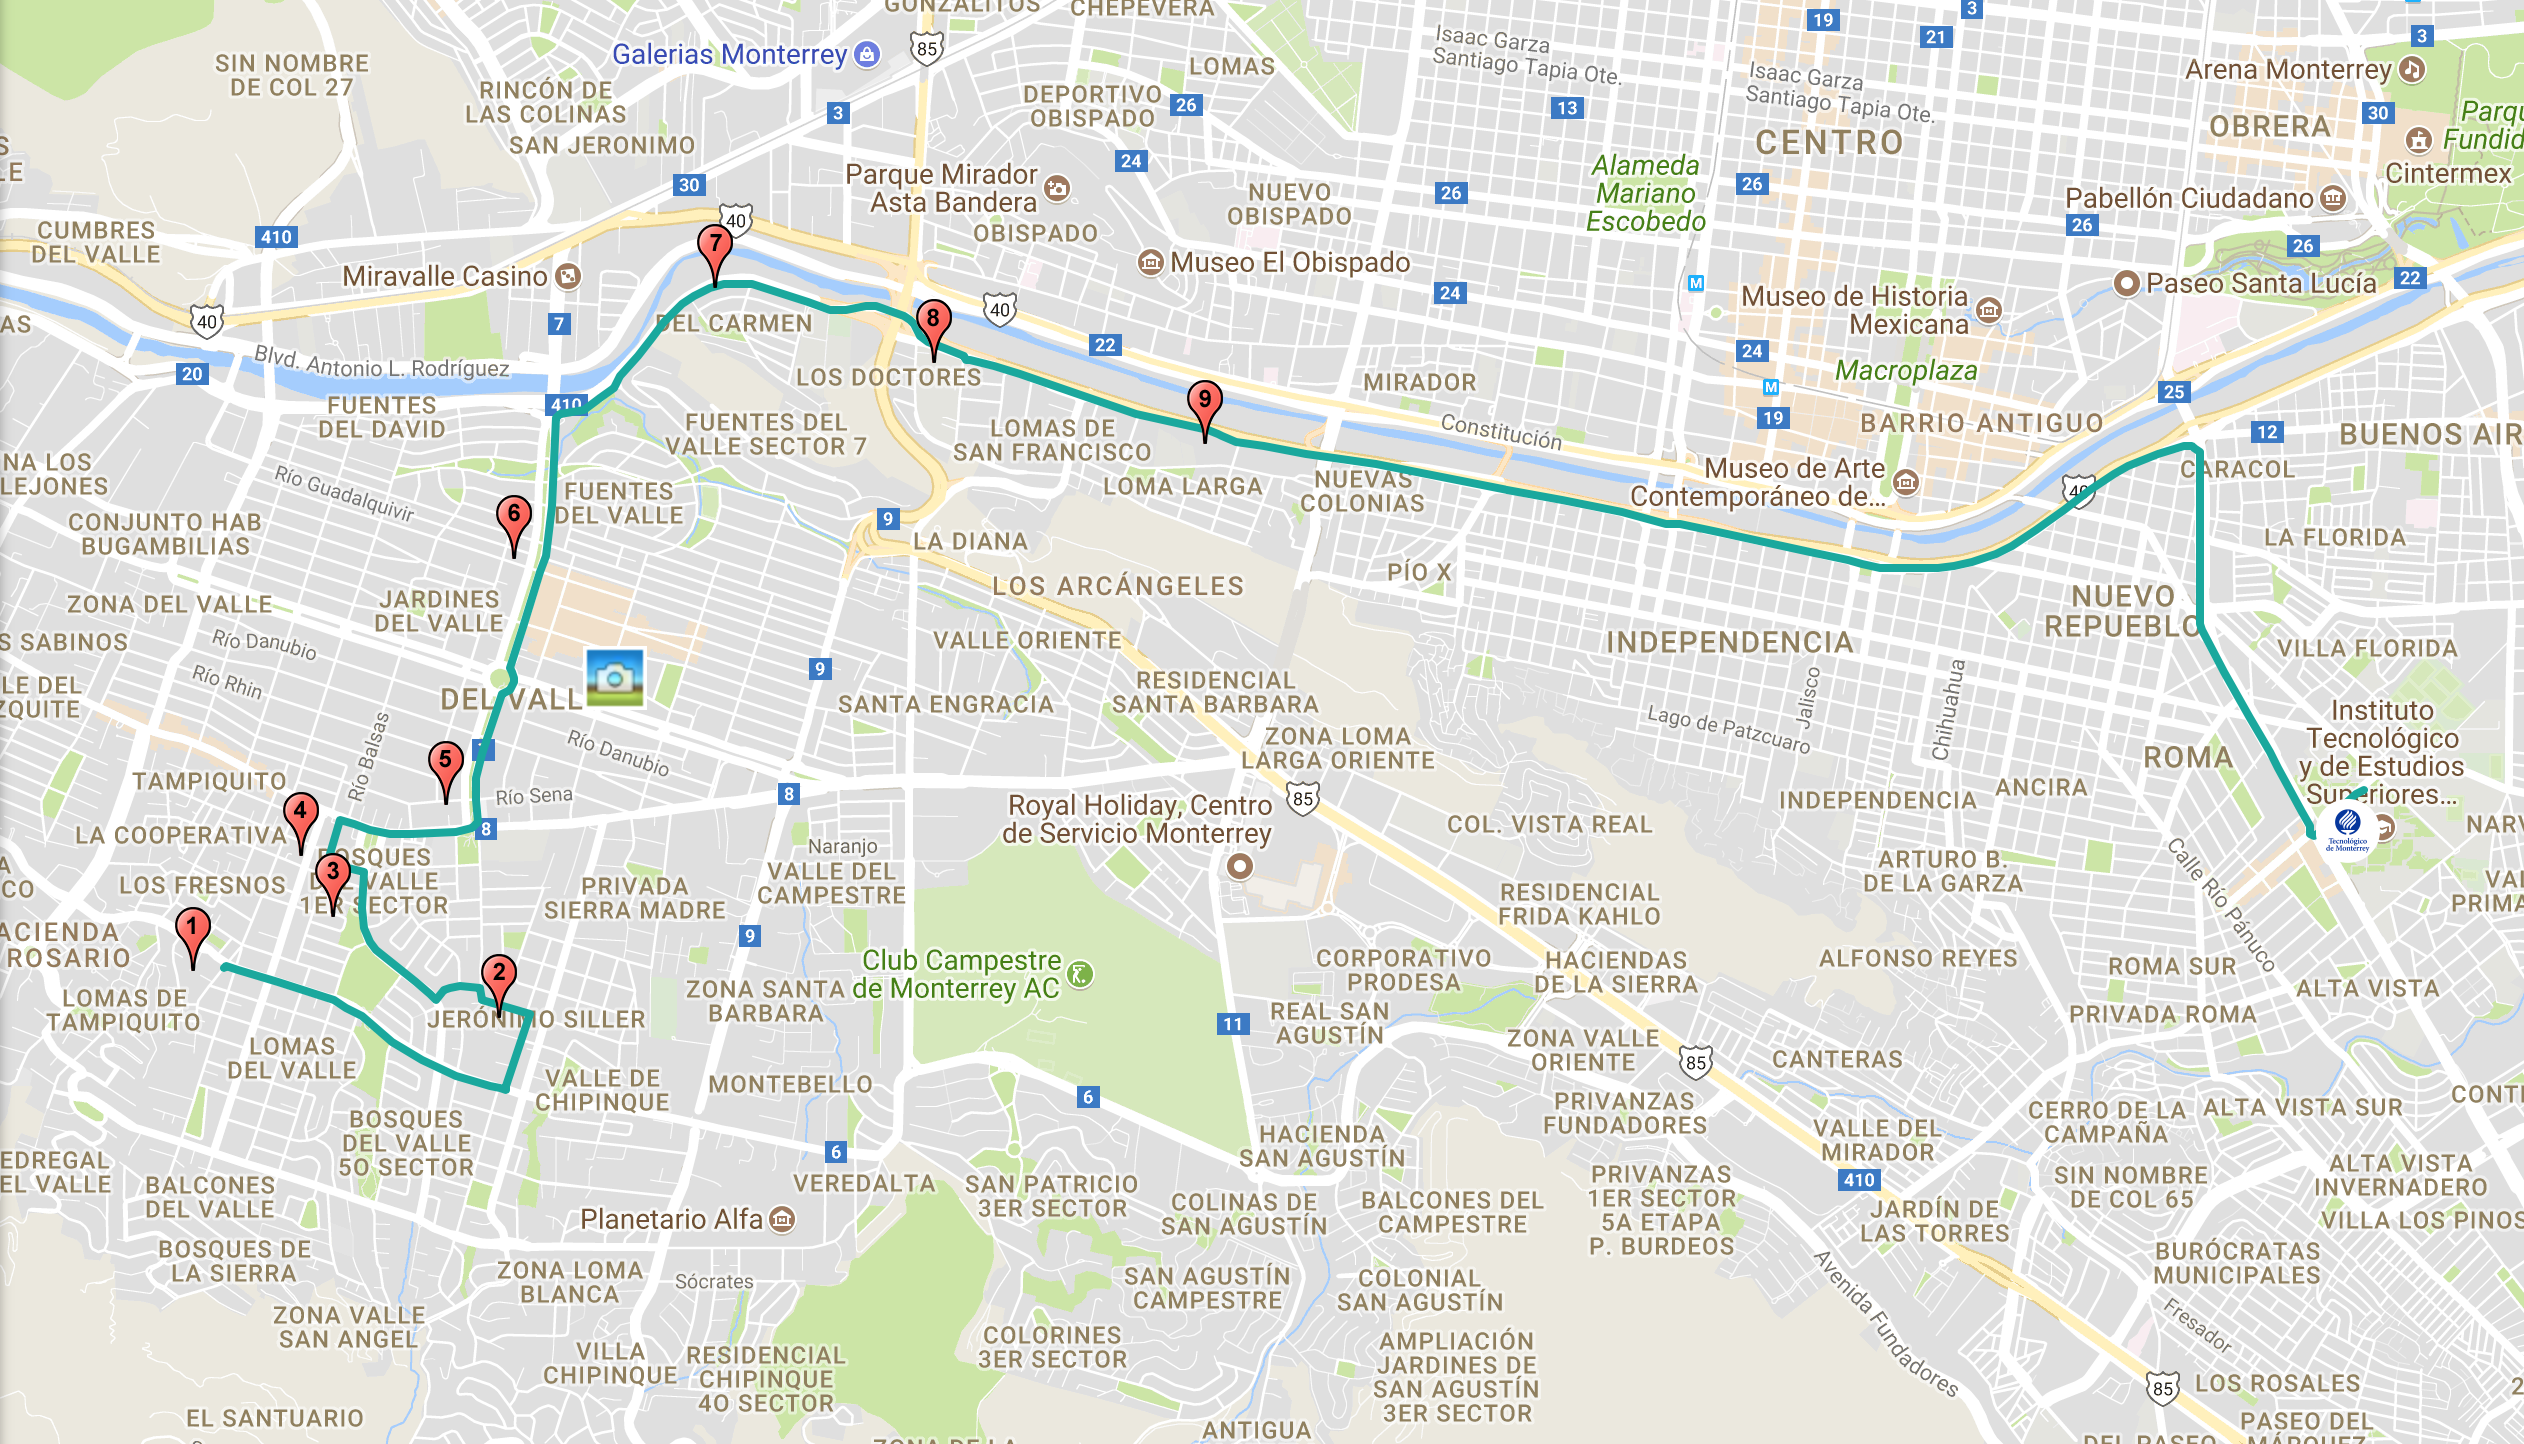 GONZALITOS
CHEPEVERA
3
19
21
3
Isaac Garza
Santiago Tapia Ote.
85
Galerias Monterrey
SIN NOMBRE
DE COL 27
LOMAS
Isaac Garza
Santiago Tapia Ote.
Arena Monterrey
RINCÓN DE
LAS COLINAS
DEPORTIVO
OBISPADO
26
3
13
30
OBRERA
CENTRO
SAN JERONIMO
24
Cintermex
Parque Mirador
Asta Bandera
30
NUEVO
OBISPADO
26
Alameda
Mariano
Escobedo
26
Pabellón Ciudadano
26
40
CUMBRES
DEL VALLE
410
OBISPADO
7
26
Miravalle Casino
Museo El Obispado
22
Paseo Santa Lucía
24
M
Museo de Historia
Mexicana
40
40
7
DEL CARMEN
8
22
24
Blvd. Antonio L. Rodríguez
20
LOS DOCTORES
MIRADOR
Macroplaza
M
25
410
FUENTES
DEL DAVID
9
19
BARRIO ANTIGUO
12
FUENTES DEL
VALLE SECTOR 7
LOMAS DE
SAN FRANCISCO
Constitución
Río Guadalquivir
LOMA LARGA
NUEVAS
COLONIAS
Museo de Arte
Contemporáneo de...
CARACOL
40
FUENTES
DEL VALLE
6
9
CONJUNTO HAB
BUGAMBILIAS
LA DIANA
LA FLORIDA
PÍO X
LOS ARCÁNGELES
ZONA DEL VALLE
JARDINES
DEL VALLE
NUEVO
REPUEBLO
Río Danubio
VALLE ORIENTE
INDEPENDENCIA
VILLA FLORIDA
S SABINOS
Río Rhin
9
RESIDENCIAL
SANTA BARBARA
SANTA ENGRACIA
Jalisco
Chihuahua
Lago de Patzcuaro
Instituto
Tecnológico
y de Estudios
Superiores...
Río Balsas
Río Danubio
ZONA LOMA
LARGA ORIENTE
ROMA
TAMPIQUITO
5
Río Sena
8
85
INDEPENDENCIA
ANCIRA
4
LA COOPERATIVA
8
Royal Holiday, Centro
de Servicio Monterrey
COL. VISTA REAL
Tecnológico
de Monterrey
BOSQUES
DEL VALLE
1ER SECTOR
3
LOS FRESNOS
Naranjo
VALLE DEL
CAMPESTRE
PRIVADA
SIERRA MADRE
RESIDENCIAL
FRIDA KAHLO
ARTURO B.
DE LA GARZA
Calle Río Pánuco
1
9
2
Club Campestre
de Monterrey AC
CORPORATIVO
PRODESA
HACIENDAS
DE LA SIERRA
ALFONSO REYES
ROMA SUR
ALTA VISTA
LOMAS DE
TAMPIQUITO
ZONA SANTA
BARBARA
JERÓNIMO SILLER
11
REAL SAN
AGUSTÍN
PRIVADA ROMA
LOMAS
DEL VALLE
ZONA VALLE
ORIENTE
85
CANTERAS
VALLE DE
CHIPINQUE
MONTEBELLO
6
PRIVANZAS
FUNDADORES
CERRO DE LA
CAMPAÑA
ALTA VISTA SUR
BOSQUES
DEL VALLE
5O SECTOR
6
HACIENDA
SAN AGUSTÍN
VALLE DEL
MIRADOR
BALCONES
DEL VALLE
VEREDALTA
SAN PATRICIO
3ER SECTOR
COLINAS DE
SAN AGUSTÍN
BALCONES DEL
CAMPESTRE
PRIVANZAS
1ER SECTOR
5A ETAPA
P. BURDEOS
410
SIN NOMBRE
DE COL 65
ALTA VISTA
INVERNADERO
Planetario Alfa
JARDÍN DE
LAS TORRES
VILLA LOS PINOS
BOSQUES DE
LA SIERRA
ZONA LOMA
BLANCA
Sócrates
SAN AGUSTÍN
CAMPESTRE
COLONIAL
SAN AGUSTÍN
Avenida Fundadores
BURÓCRATAS
MUNICIPALES
ZONA VALLE
SAN ANGEL
Fresador
COLORINES
3ER SECTOR
VILLA
CHIPINQUE
RESIDENCIAL
CHIPINQUE
4O SECTOR
AMPLIACIÓN
JARDINES DE
SAN AGUSTÍN
3ER SECTOR
85
LOS ROSALES
EL SANTUARIO
ANTIGUA
PASEO DEL